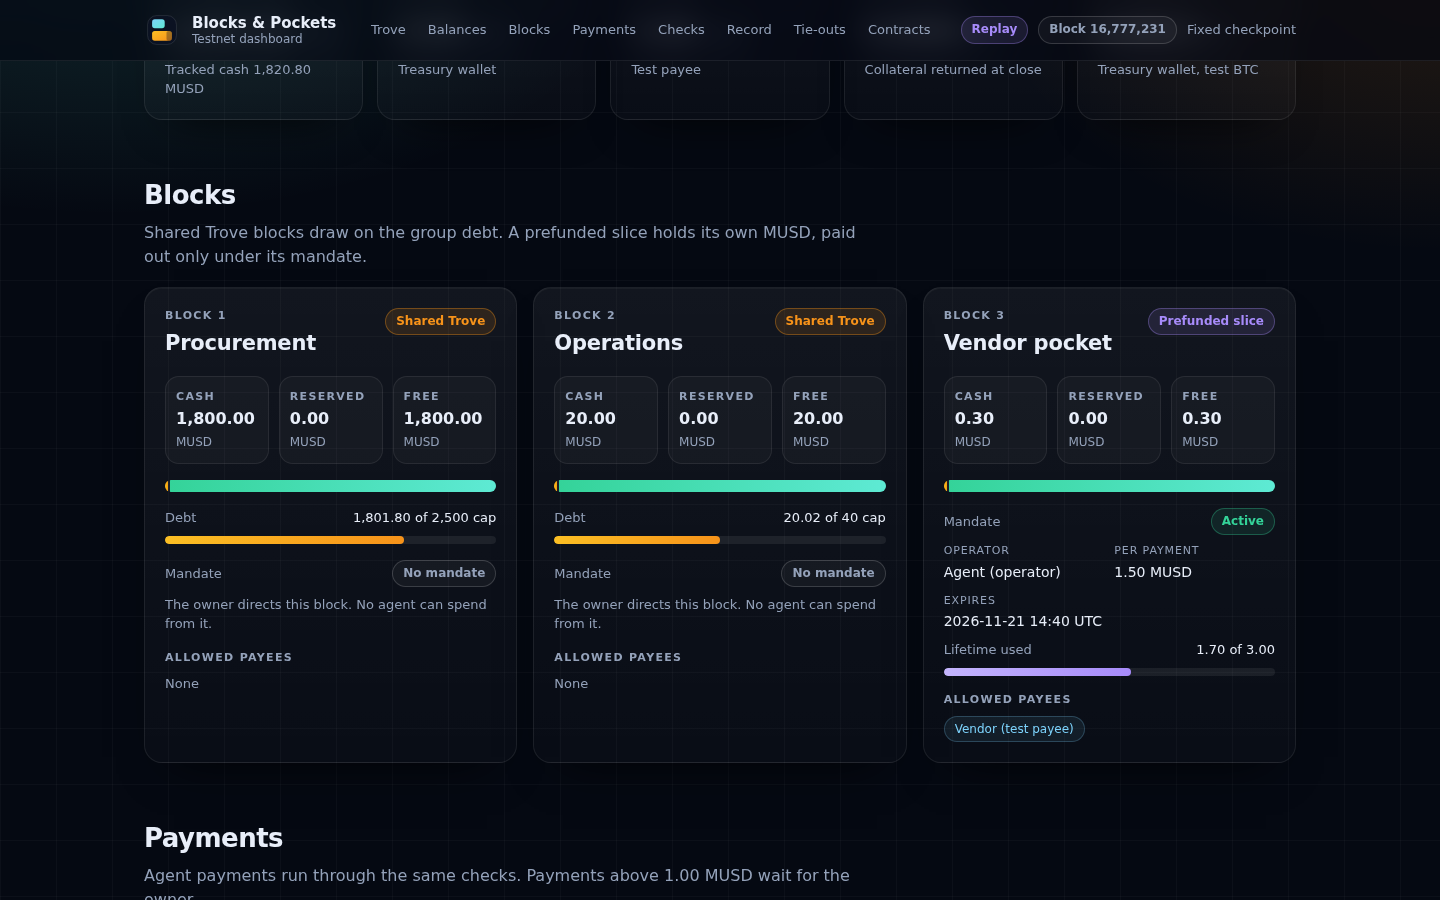 Blocks & Pockets
Testnet dashboard
Trove Balances Blocks Payments Checks Record Tie-outs Contracts
Replay
Block 16,777,231
Fixed checkpoint
Tracked cash 1,820.80
MUSD
Treasury wallet
Test payee
Collateral returned at close
Treasury wallet, test BTC
Blocks
Shared Trove blocks draw on the group debt. A prefunded slice holds its own MUSD, paid
out only under its mandate.
BLOCK 1
Shared Trove
Procurement
CASH
1,800.00
MUSD
RESERVED
0.00
MUSD
FREE
1,800.00
MUSD
Debt
1,801.80 of 2,500 cap
Mandate
No mandate
The owner directs this block. No agent can spend
from it.
ALLOWED PAYEES
None
BLOCK 2
Shared Trove
Operations
CASH
20.00
MUSD
RESERVED
0.00
MUSD
FREE
20.00
MUSD
Debt
20.02 of 40 cap
Mandate
No mandate
The owner directs this block. No agent can spend
from it.
ALLOWED PAYEES
None
BLOCK 3
Prefunded slice
Vendor pocket
CASH
0.30
MUSD
RESERVED
0.00
MUSD
FREE
0.30
MUSD
Mandate
Active
OPERATOR
Agent (operator)
PER PAYMENT
1.50 MUSD
EXPIRES
2026-11-21 14:40 UTC
Lifetime used
1.70 of 3.00
ALLOWED PAYEES
Vendor (test payee)
Payments
Agent payments run through the same checks. Payments above 1.00 MUSD wait for the
owner.